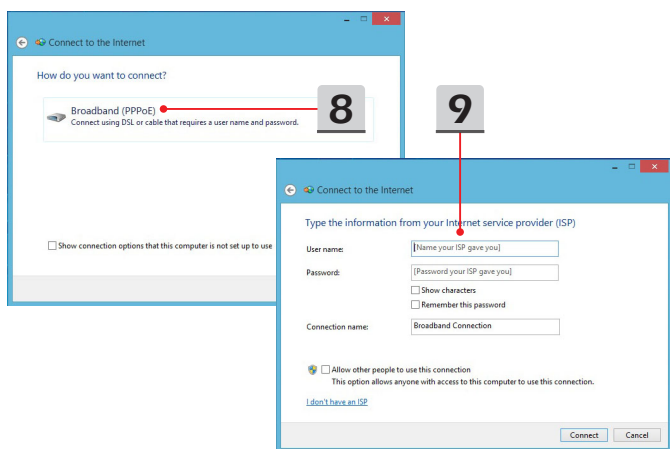 Connect to the Internet
How do you want to connect?
Broadband (PPPoE)
Connect using DSL or cable that requires a user name and password.
8
Show connection options that this computer is not set up to use
9
Connect to the Internet
Type the information from your Internet service provider (ISP)
User name:
[Name your ISP gave you]
Password:
[Password your ISP gave you]
Show characters
Remember this password
Connection name:
Broadband Connection
Allow other people to use this connection
This option allows anyone with access to this computer to use this connection.
I don't have an ISP
Connect
Cancel